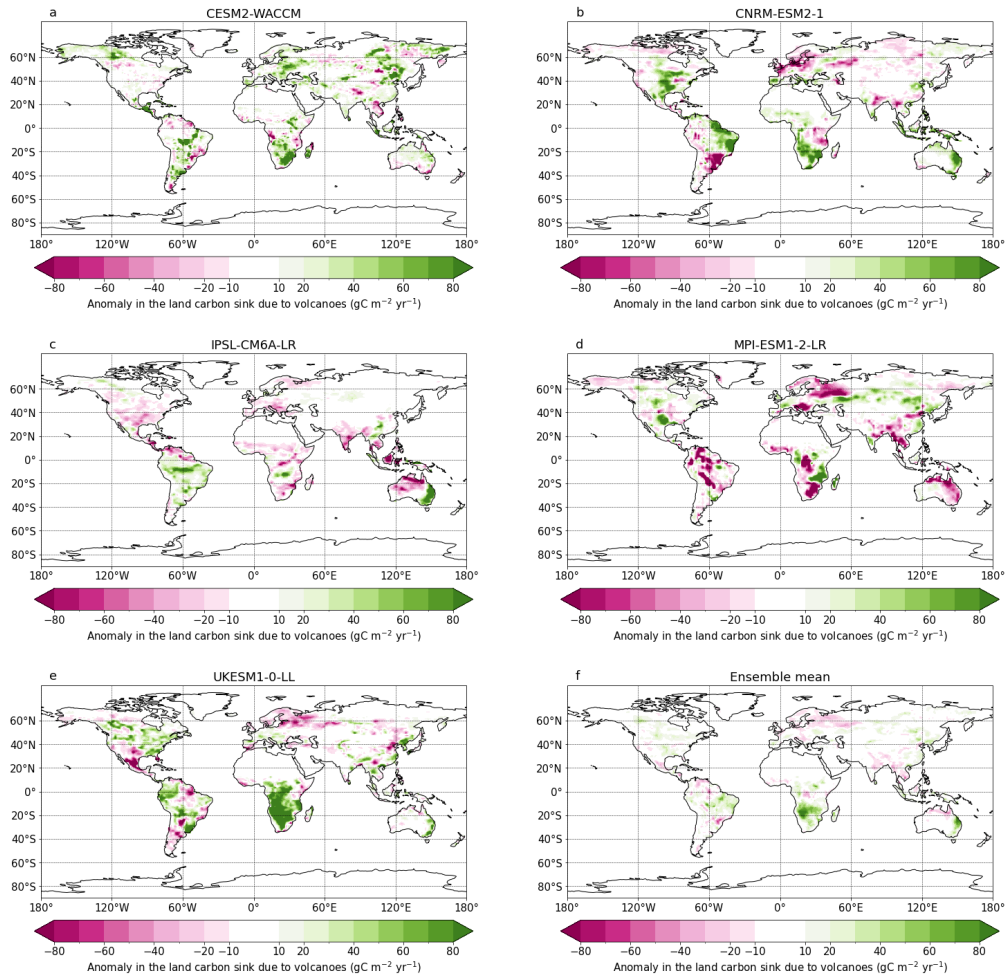 a CESM2-WACCM
60°N
40°N
20°N
0°
20°S
40°S
60°S
80°S
180° 120°W 60°W 0° 60°E 120°E 180°
−80 −60 −40 −20 −10 10 20 40 60 80
Anomaly in the land carbon sink due to volcanoes (gC m⁻² yr⁻¹)
b CNRM-ESM2-1
60°N
40°N
20°N
0°
20°S
40°S
60°S
80°S
180° 120°W 60°W 0° 60°E 120°E 180°
−80 −60 −40 −20 −10 10 20 40 60 80
Anomaly in the land carbon sink due to volcanoes (gC m⁻² yr⁻¹)
c IPSL-CM6A-LR
60°N
40°N
20°N
0°
20°S
40°S
60°S
80°S
180° 120°W 60°W 0° 60°E 120°E 180°
−80 −60 −40 −20 −10 10 20 40 60 80
Anomaly in the land carbon sink due to volcanoes (gC m⁻² yr⁻¹)
d MPI-ESM1-2-LR
60°N
40°N
20°N
0°
20°S
40°S
60°S
80°S
180° 120°W 60°W 0° 60°E 120°E 180°
−80 −60 −40 −20 −10 10 20 40 60 80
Anomaly in the land carbon sink due to volcanoes (gC m⁻² yr⁻¹)
e UKESM1-0-LL
60°N
40°N
20°N
0°
20°S
40°S
60°S
80°S
180° 120°W 60°W 0° 60°E 120°E 180°
−80 −60 −40 −20 −10 10 20 40 60 80
Anomaly in the land carbon sink due to volcanoes (gC m⁻² yr⁻¹)
f Ensemble mean
60°N
40°N
20°N
0°
20°S
40°S
60°S
80°S
180° 120°W 60°W 0° 60°E 120°E 180°
−80 −60 −40 −20 −10 10 20 40 60 80
Anomaly in the land carbon sink due to volcanoes (gC m⁻² yr⁻¹)